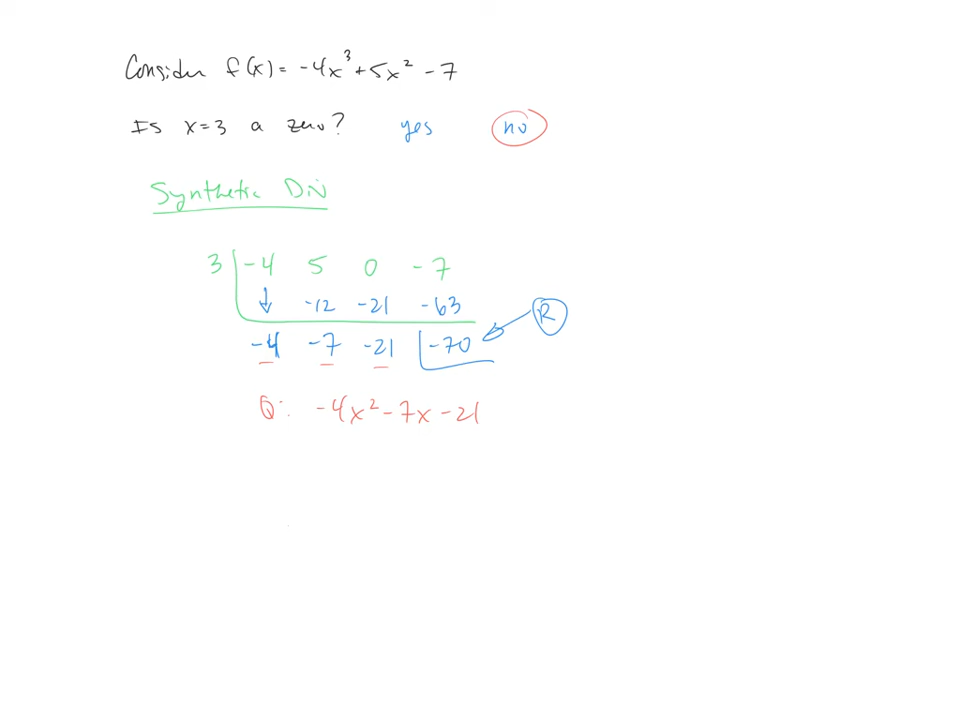 Consider f(x) = -4x³ + 5x² - 7
Is x=3 a zero? yes no
Synthetic Div
3 -4 5 0 -7
↓ -12 -21 -63 R
-4 -7 -21 -70
Q: -4x² - 7x - 21